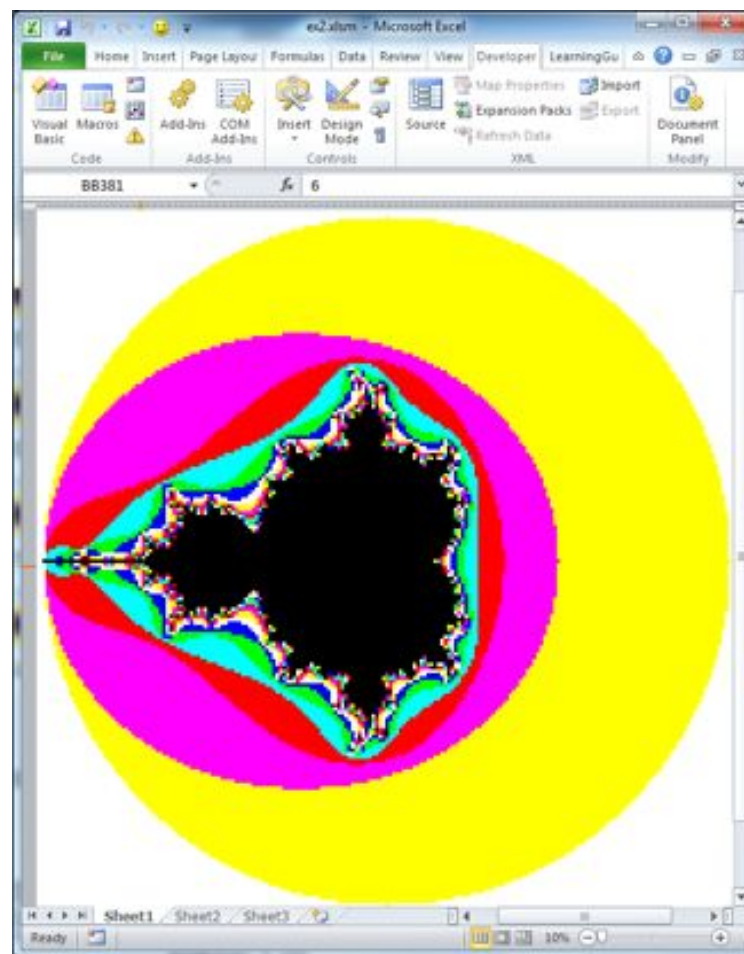 ex2.xlsm - Microsoft Excel
File Home Insert Page Layou Formulas Data Review View Developer LearningGu
Visual Basic
Macros
Add-Ins
COM Add-Ins
Insert
Design Mode
Source
Map Properties
Import
Expansion Packs
Export
Refresh Data
Document Panel
Code Add-Ins Controls XML Modify
BB381 fx 6
Sheet1 Sheet2 Sheet3
Ready 10%